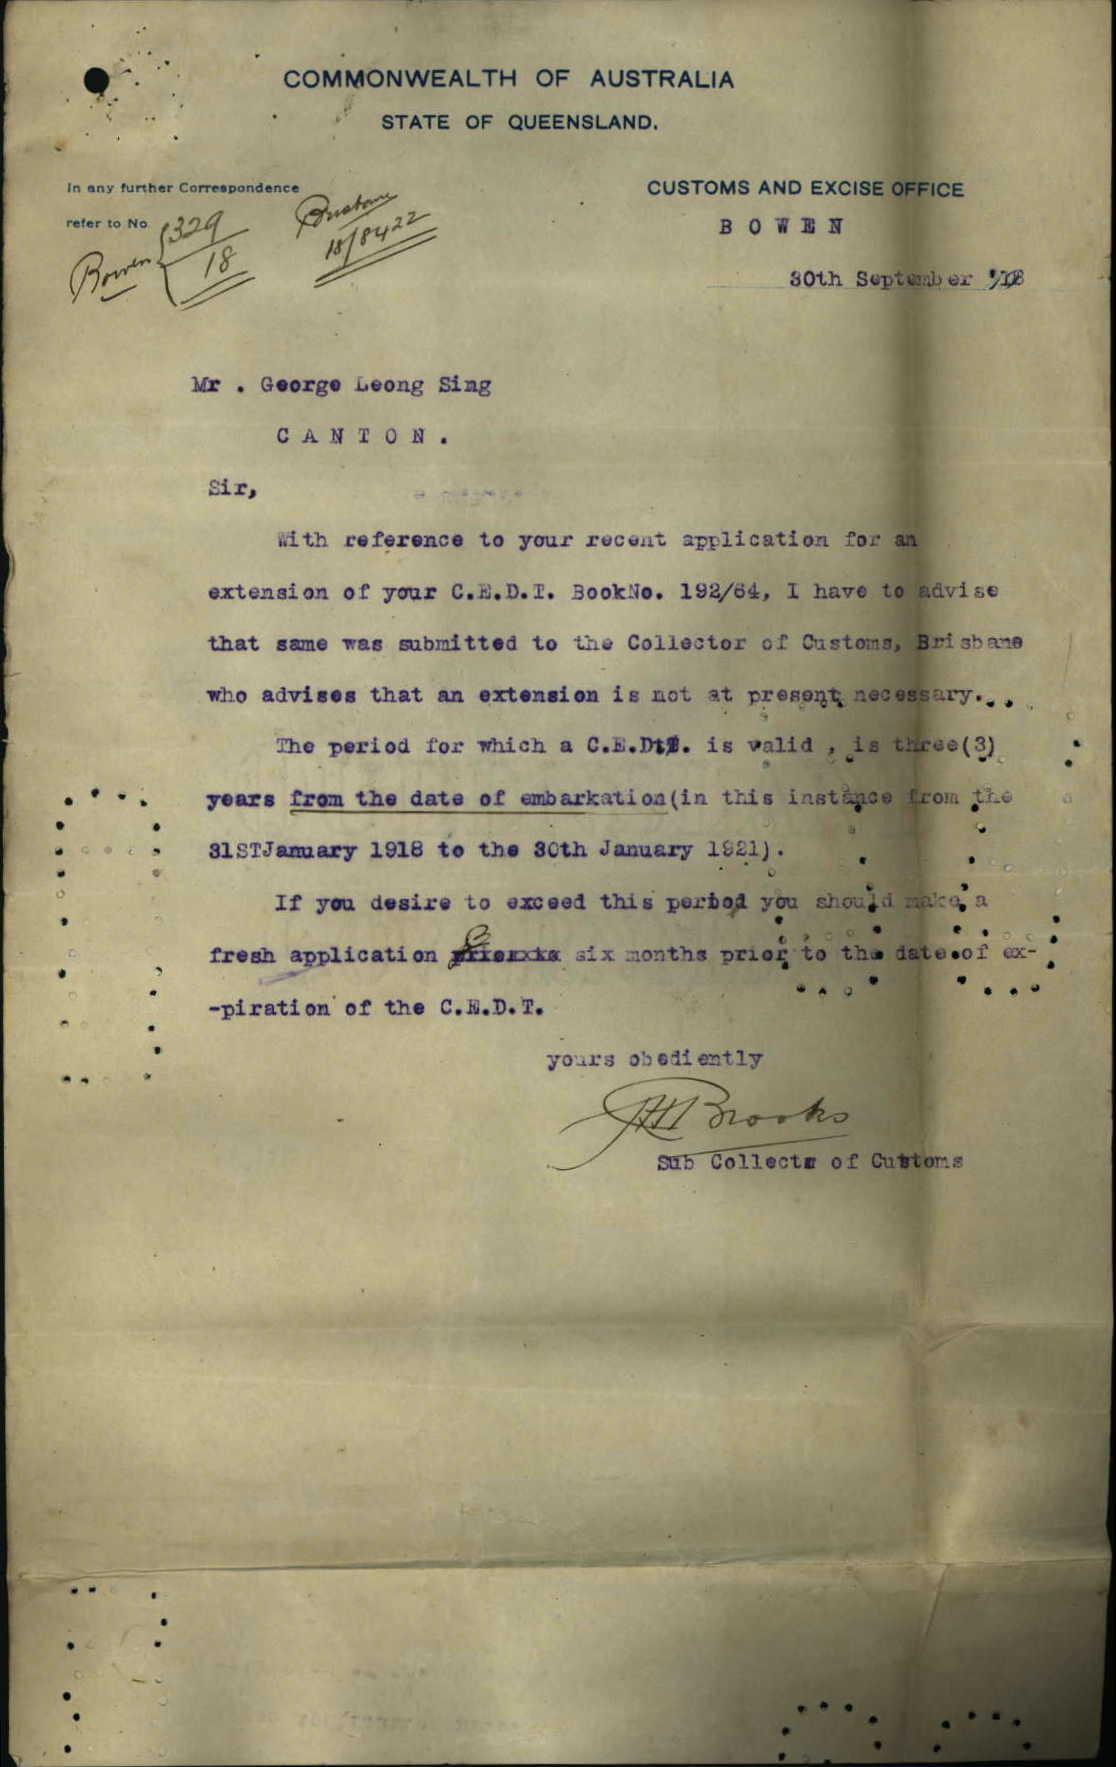 COMMONWEALTH OF AUSTRALIA
STATE OF QUEENSLAND.
In any further Correspondence
refer to No
Bowen 329
18
Brisbane
18/8422
CUSTOMS AND EXCISE OFFICE
B O W E N
30th September
Mr . George Leong Sing
C A N T O N .
Sir,
With reference to your recent application for an
extension of your C.E.D.T. BookNo. 192/64, I have to advise
that same was submitted to the Collector of Customs, Brisbane
who advises that an extension is not at present necessary.
The period for which a C.E.D.T. is valid , is three(3)
years from the date of embarkation(in this instance from the
31STJanuary 1918 to the 30th January 1921).
If you desire to exceed this period you should make a
fresh application six months prior to the date of ex-
-piration of the C.E.D.T.
yours obediently
Brooks
Sub Collectr of Customs